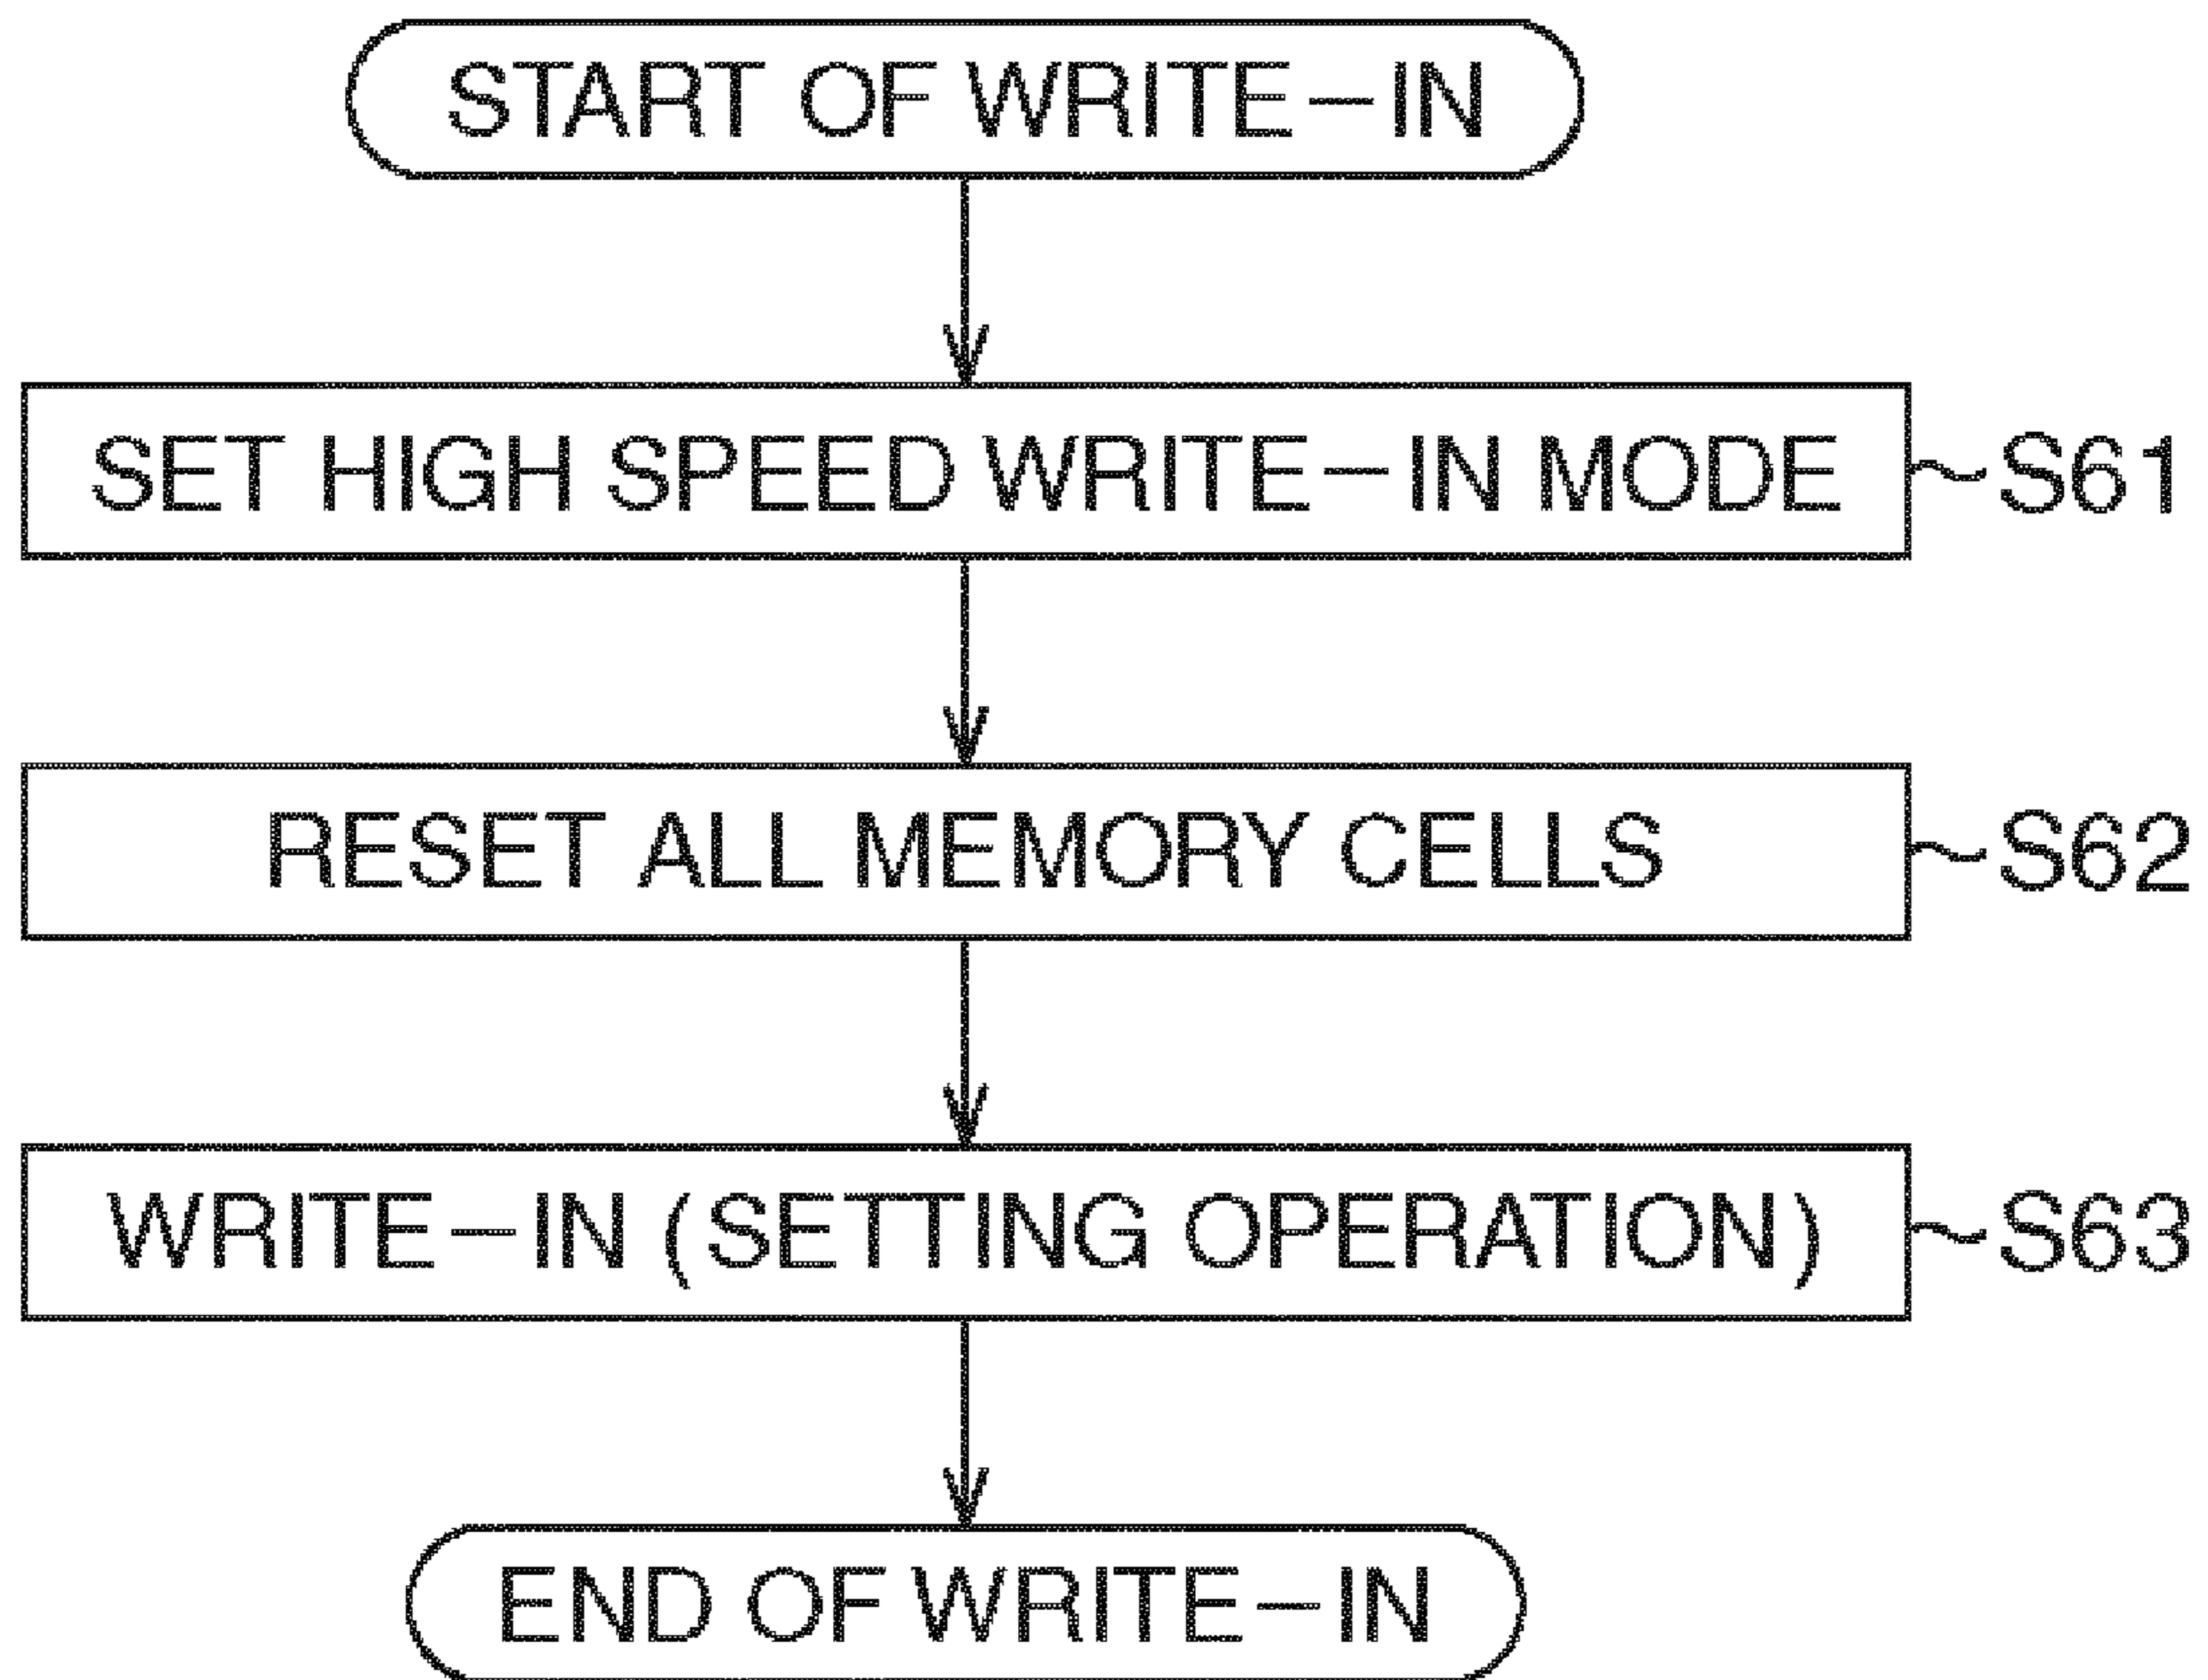 START OF WRITE-IN
SET HIGH SPEED WRITE-IN MODE
S61
RESET ALL MEMORY CELLS
S62
WRITE-IN (SETTING OPERATION)
S63
END OF WRITE-IN